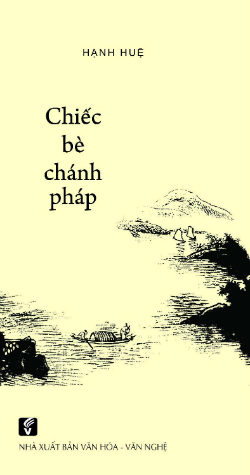 HẠNH HUỆ
Chiếc
bè
chánh
pháp
NHÀ XUẤT BẢN VĂN HÓA - VĂN NGHỆ